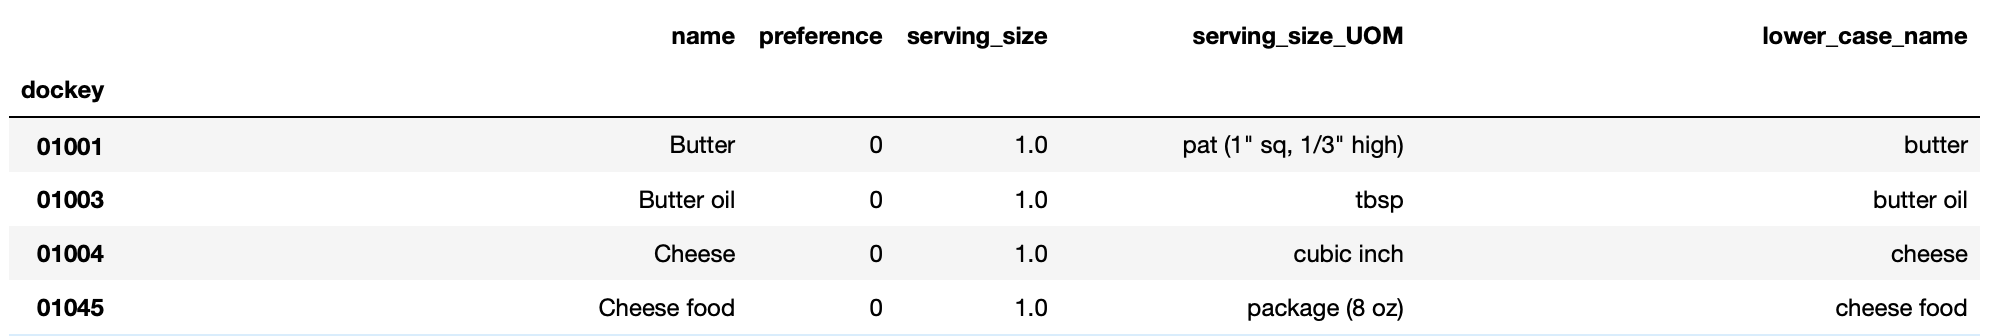 name preference serving_size serving_size_UOM lower_case_name
dockey
01001 Butter 0 1.0 pat (1" sq, 1/3" high) butter
01003 Butter oil 0 1.0 tbsp butter oil
01004 Cheese 0 1.0 cubic inch cheese
01045 Cheese food 0 1.0 package (8 oz) cheese food